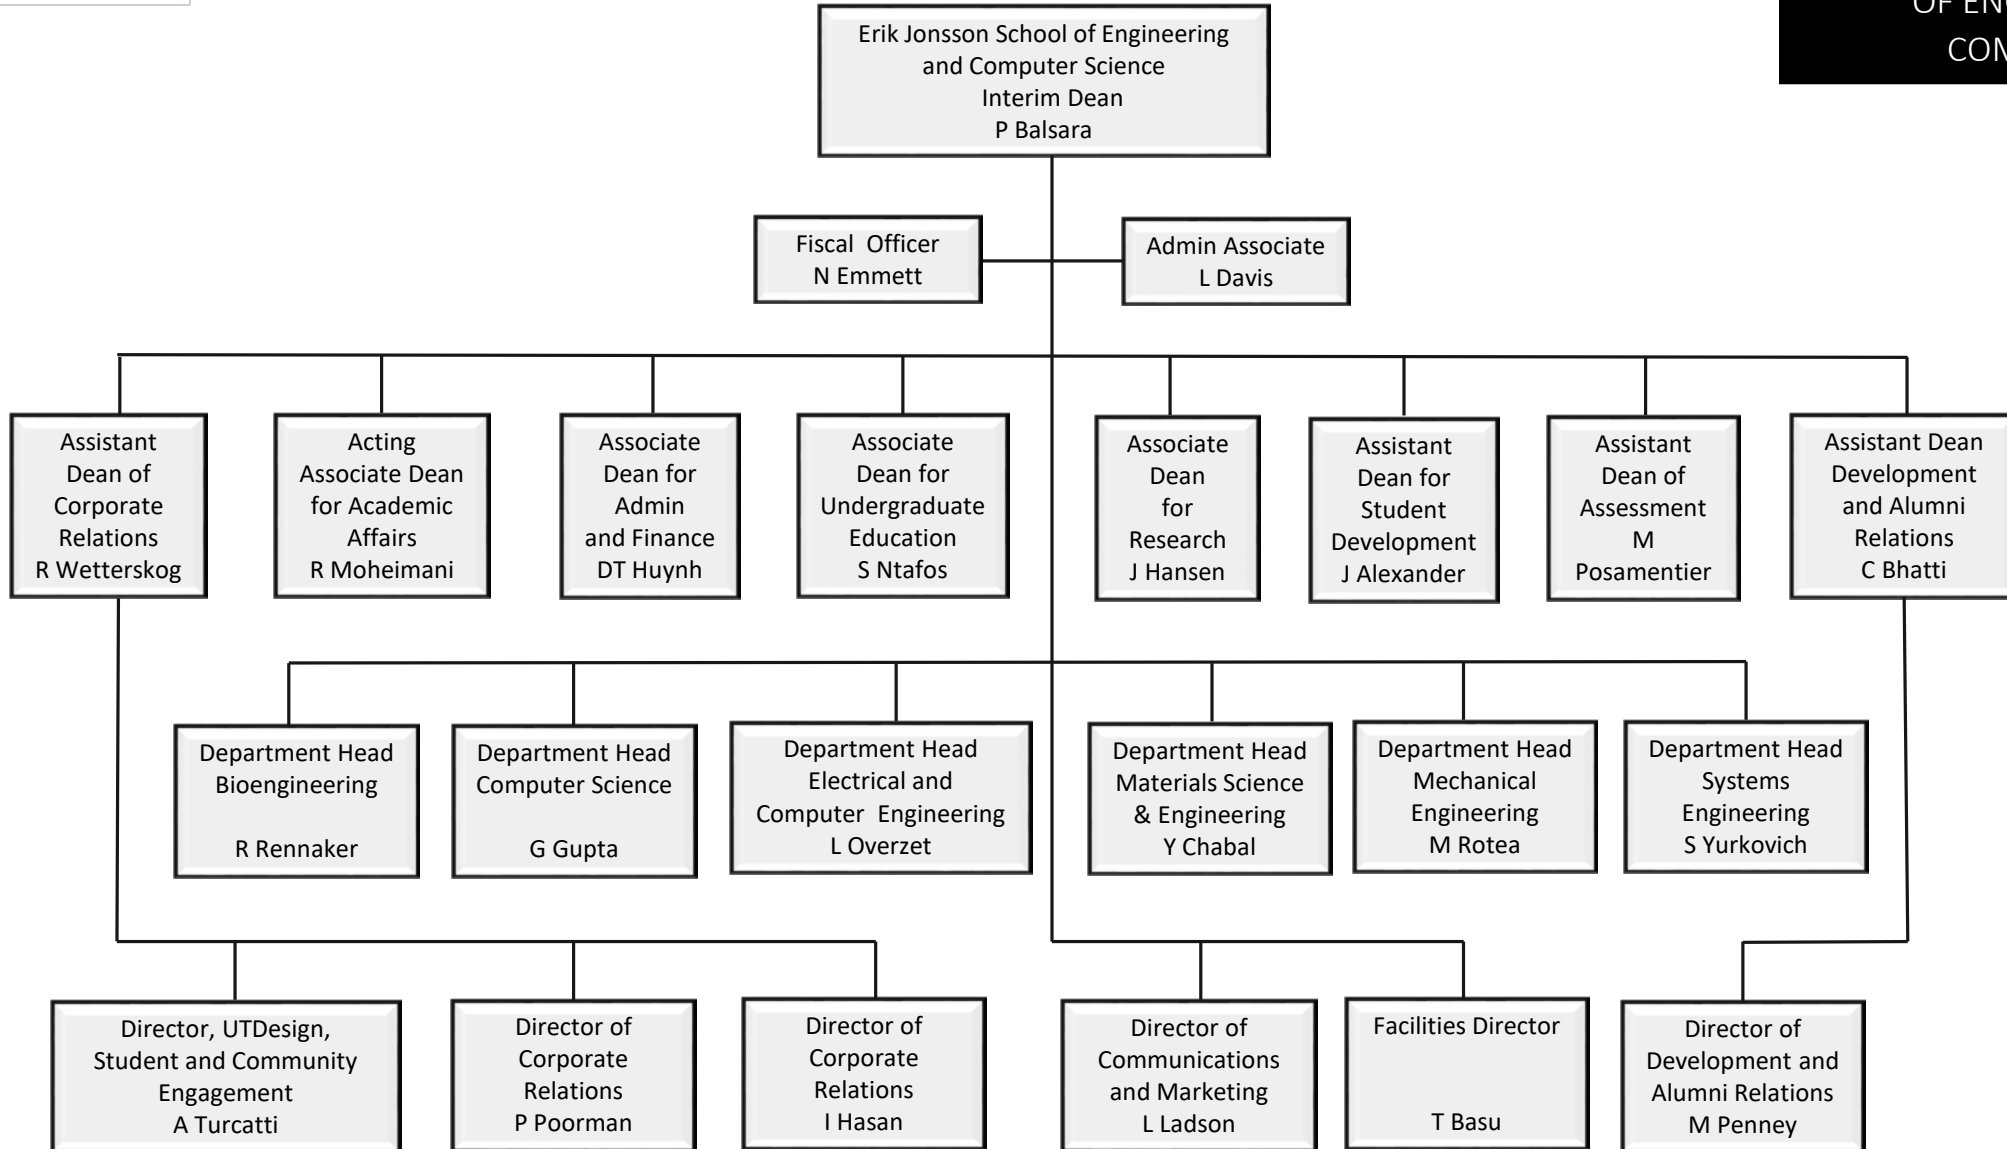 OF EN
COM
Erik Jonsson School of Engineering
and Computer Science
Interim Dean
P Balsara
Fiscal  Officer
N Emmett
Admin Associate
L Davis
Assistant
Dean of
Corporate
Relations
R Wetterskog
Acting
Associate Dean
for Academic
Affairs
R Moheimani
Associate
Dean for
Admin
and Finance
DT Huynh
Associate
Dean for
Undergraduate
Education
S Ntafos
Associate
Dean
for
Research
J Hansen
Assistant
Dean for
Student
Development
J Alexander
Assistant
Dean of
Assessment
M
Posamentier
Assistant Dean
Development
and Alumni
Relations
C Bhatti
Department Head
Bioengineering
R Rennaker
Department Head
Computer Science
G Gupta
Department Head
Electrical and
Computer  Engineering
L Overzet
Department Head
Materials Science
& Engineering
Y Chabal
Department Head
Mechanical
Engineering
M Rotea
Department Head
Systems
Engineering
S Yurkovich
Director, UTDesign,
Student and Community
Engagement
A Turcatti
Director of
Corporate
Relations
P Poorman
Director of
Corporate
Relations
I Hasan
Director of
Communications
and Marketing
L Ladson
Facilities Director
T Basu
Director of
Development and
Alumni Relations
M Penney